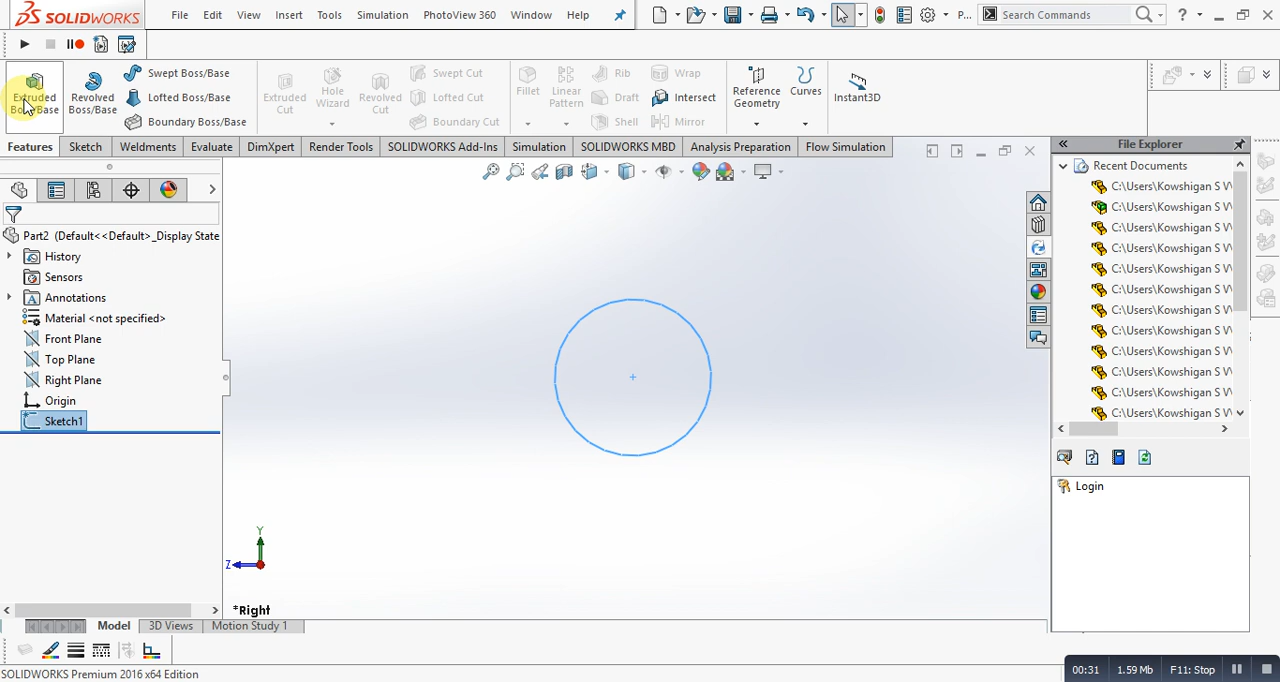 SOLIDWORKS
File Edit View Insert Tools Simulation PhotoView 360 Window Help
P...
Search Commands
Extruded
Boss/Base
Revolved
Boss/Base
Swept Boss/Base
Lofted Boss/Base
Boundary Boss/Base
Extruded
Cut
Hole
Wizard
Revolved
Cut
Swept Cut
Lofted Cut
Boundary Cut
Fillet
Linear
Pattern
Rib
Draft
Shell
Wrap
Intersect
Mirror
Reference
Geometry
Curves
Instant3D
Features Sketch Weldments Evaluate DimXpert Render Tools SOLIDWORKS Add-Ins Simulation SOLIDWORKS MBD Analysis Preparation Flow Simulation
Part2 (Default<<Default>_Display State
History
Sensors
Annotations
Material <not specified>
Front Plane
Top Plane
Right Plane
Origin
Sketch1
Y
Z
*Right
File Explorer
Recent Documents
C:\Users\Kowshigan S V\
C:\Users\Kowshigan S V\
C:\Users\Kowshigan S V\
C:\Users\Kowshigan S V\
C:\Users\Kowshigan S V\
C:\Users\Kowshigan S V\
C:\Users\Kowshigan S V\
C:\Users\Kowshigan S V\
C:\Users\Kowshigan S V\
C:\Users\Kowshigan S V\
C:\Users\Kowshigan S V\
C:\Users\Kowshigan S V\
Login
Model 3D Views Motion Study 1
SOLIDWORKS Premium 2016 x64 Edition
00:31 1.59 Mb F11: Stop